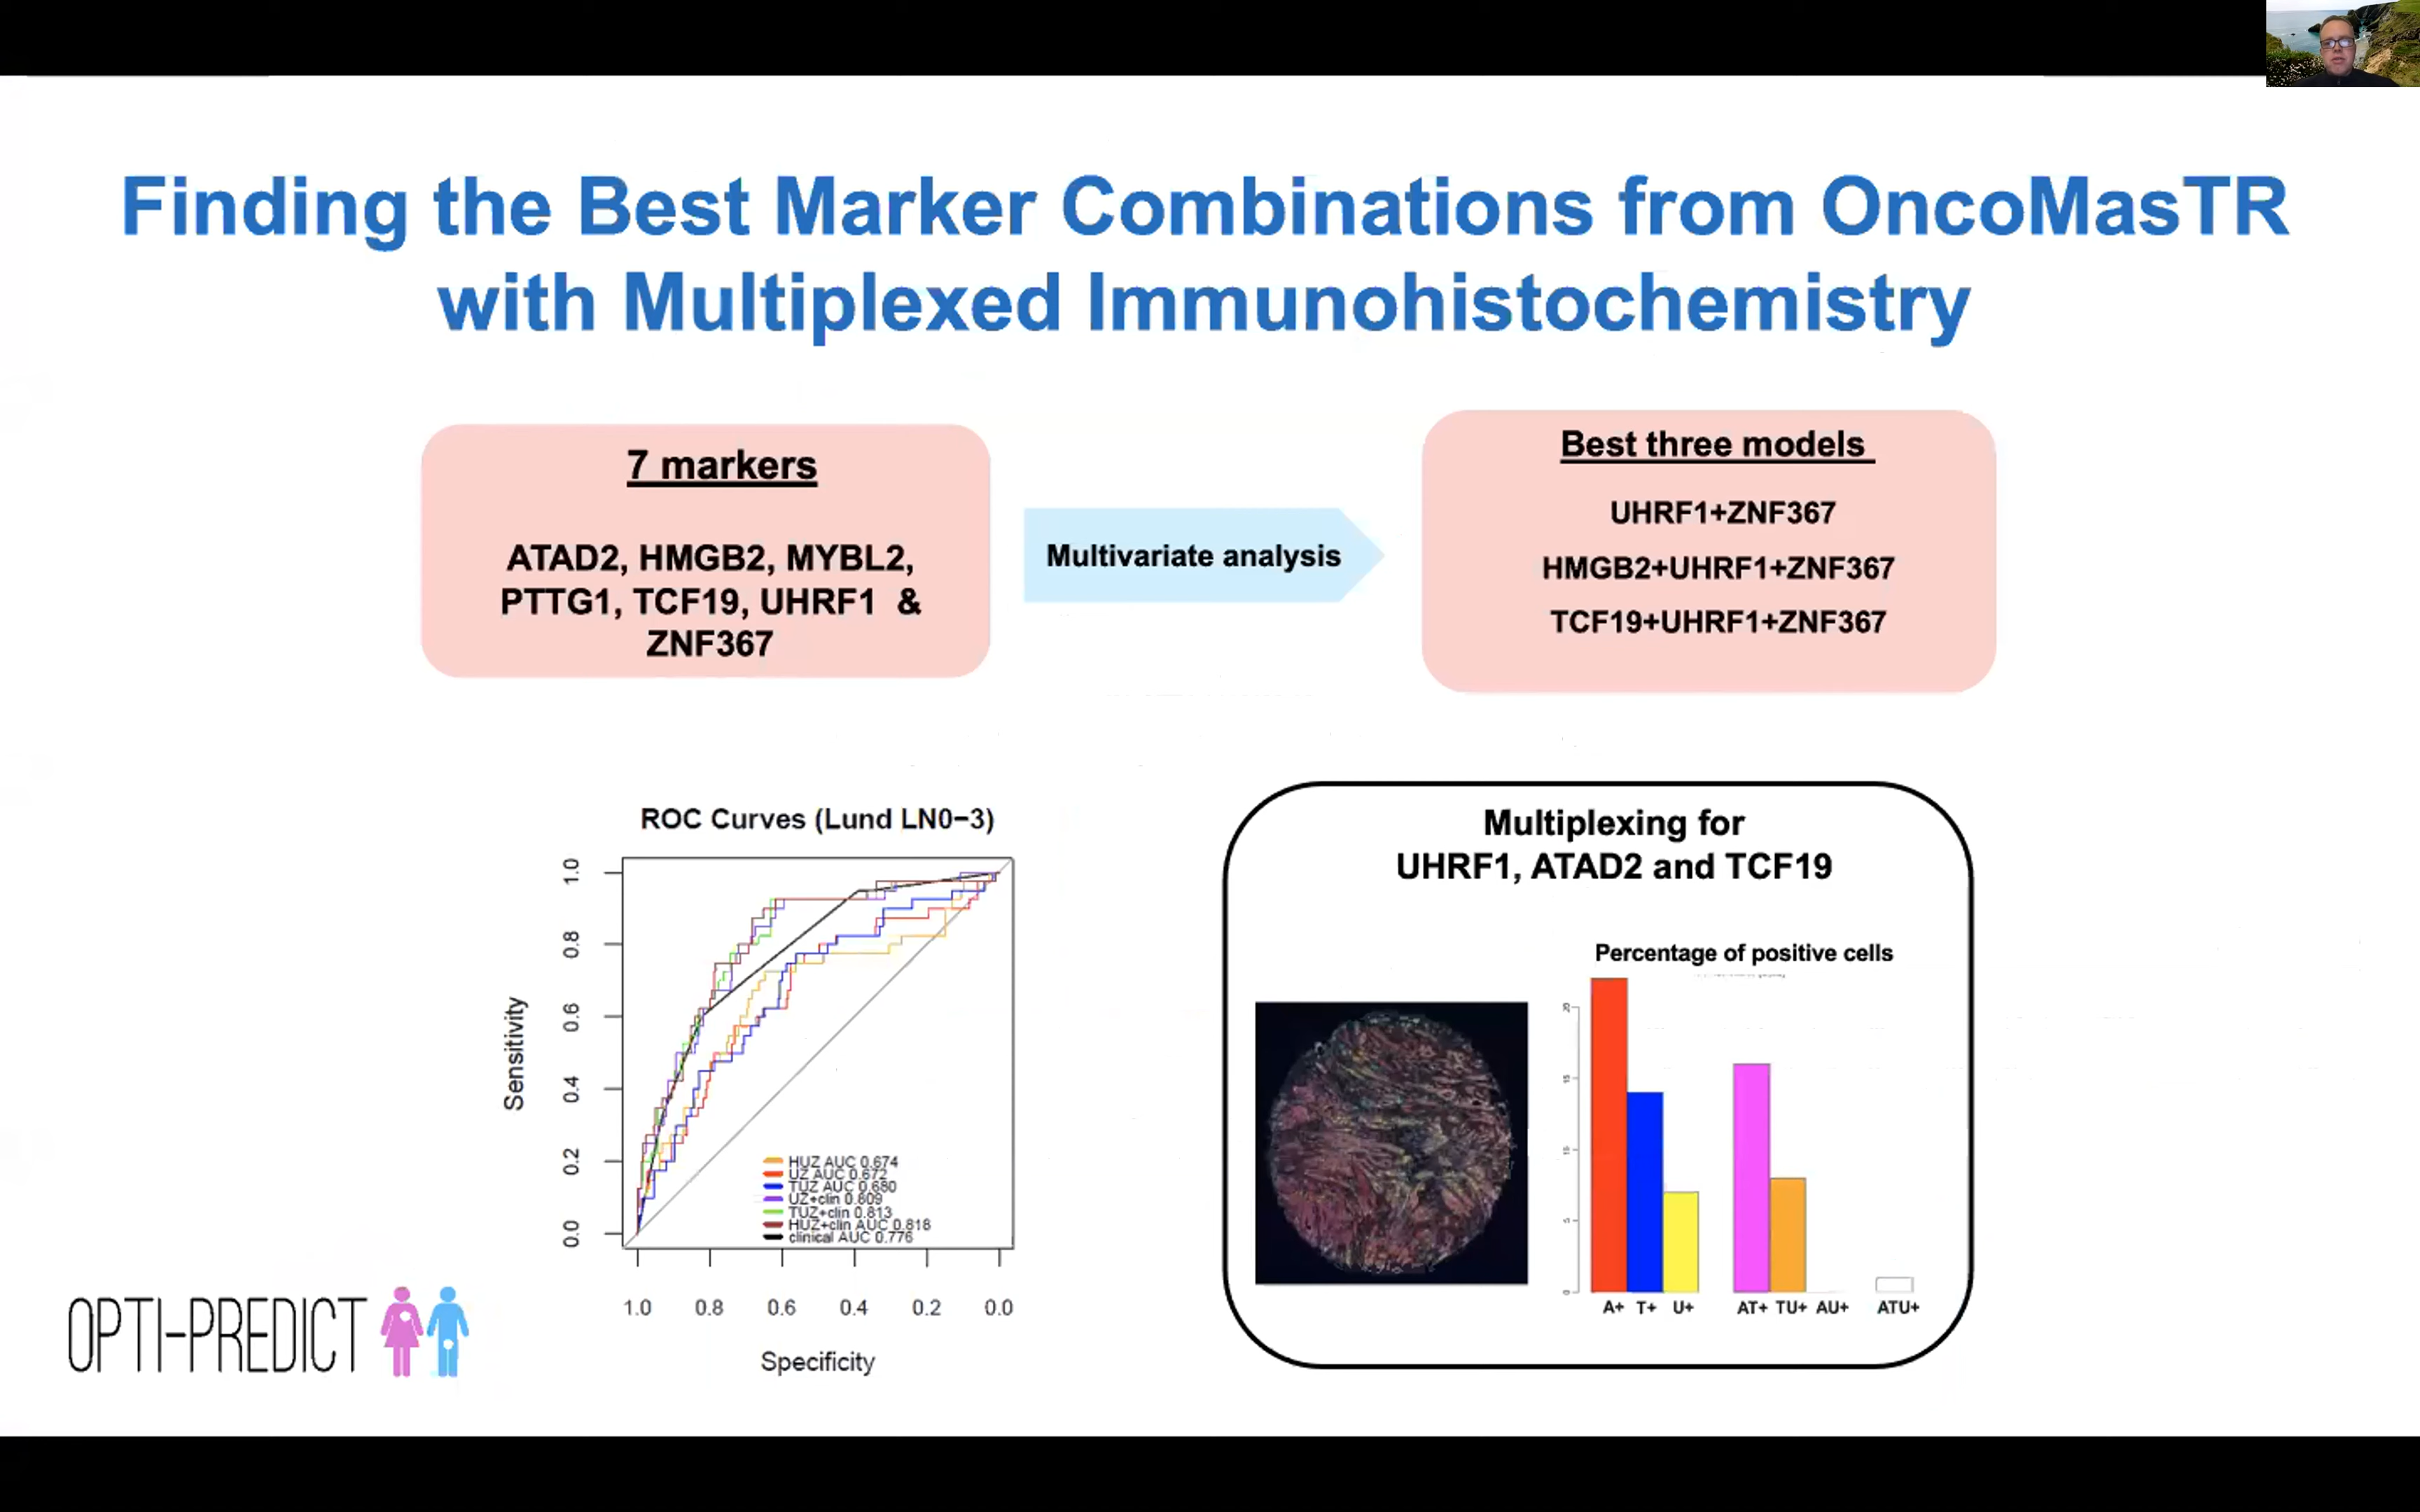 Finding the Best Marker Combinations from OncoMasTR
with Multiplexed Immunohistochemistry
7 markers
ATAD2, HMGB2, MYBL2,
PTTG1, TCF19, UHRF1 &
ZNF367
Multivariate analysis
Best three models
UHRF1+ZNF367
HMGB2+UHRF1+ZNF367
TCF19+UHRF1+ZNF367
ROC Curves (Lund LN0−3)
Sensitivity
1.0
0.8
0.6
0.4
0.2
0.0
HUZ AUC 0.674
UZ AUC 0.672
TUZ AUC 0.680
UZ+clin 0.809
TUZ+clin 0.813
HUZ+clin AUC 0.818
clinical AUC 0.776
1.0 0.8 0.6 0.4 0.2 0.0
Specificity
Multiplexing for
UHRF1, ATAD2 and TCF19
Percentage of positive cells
20
15
10
5
0
A+ T+ U+ AT+ TU+ AU+ ATU+
OPTI-PREDICT